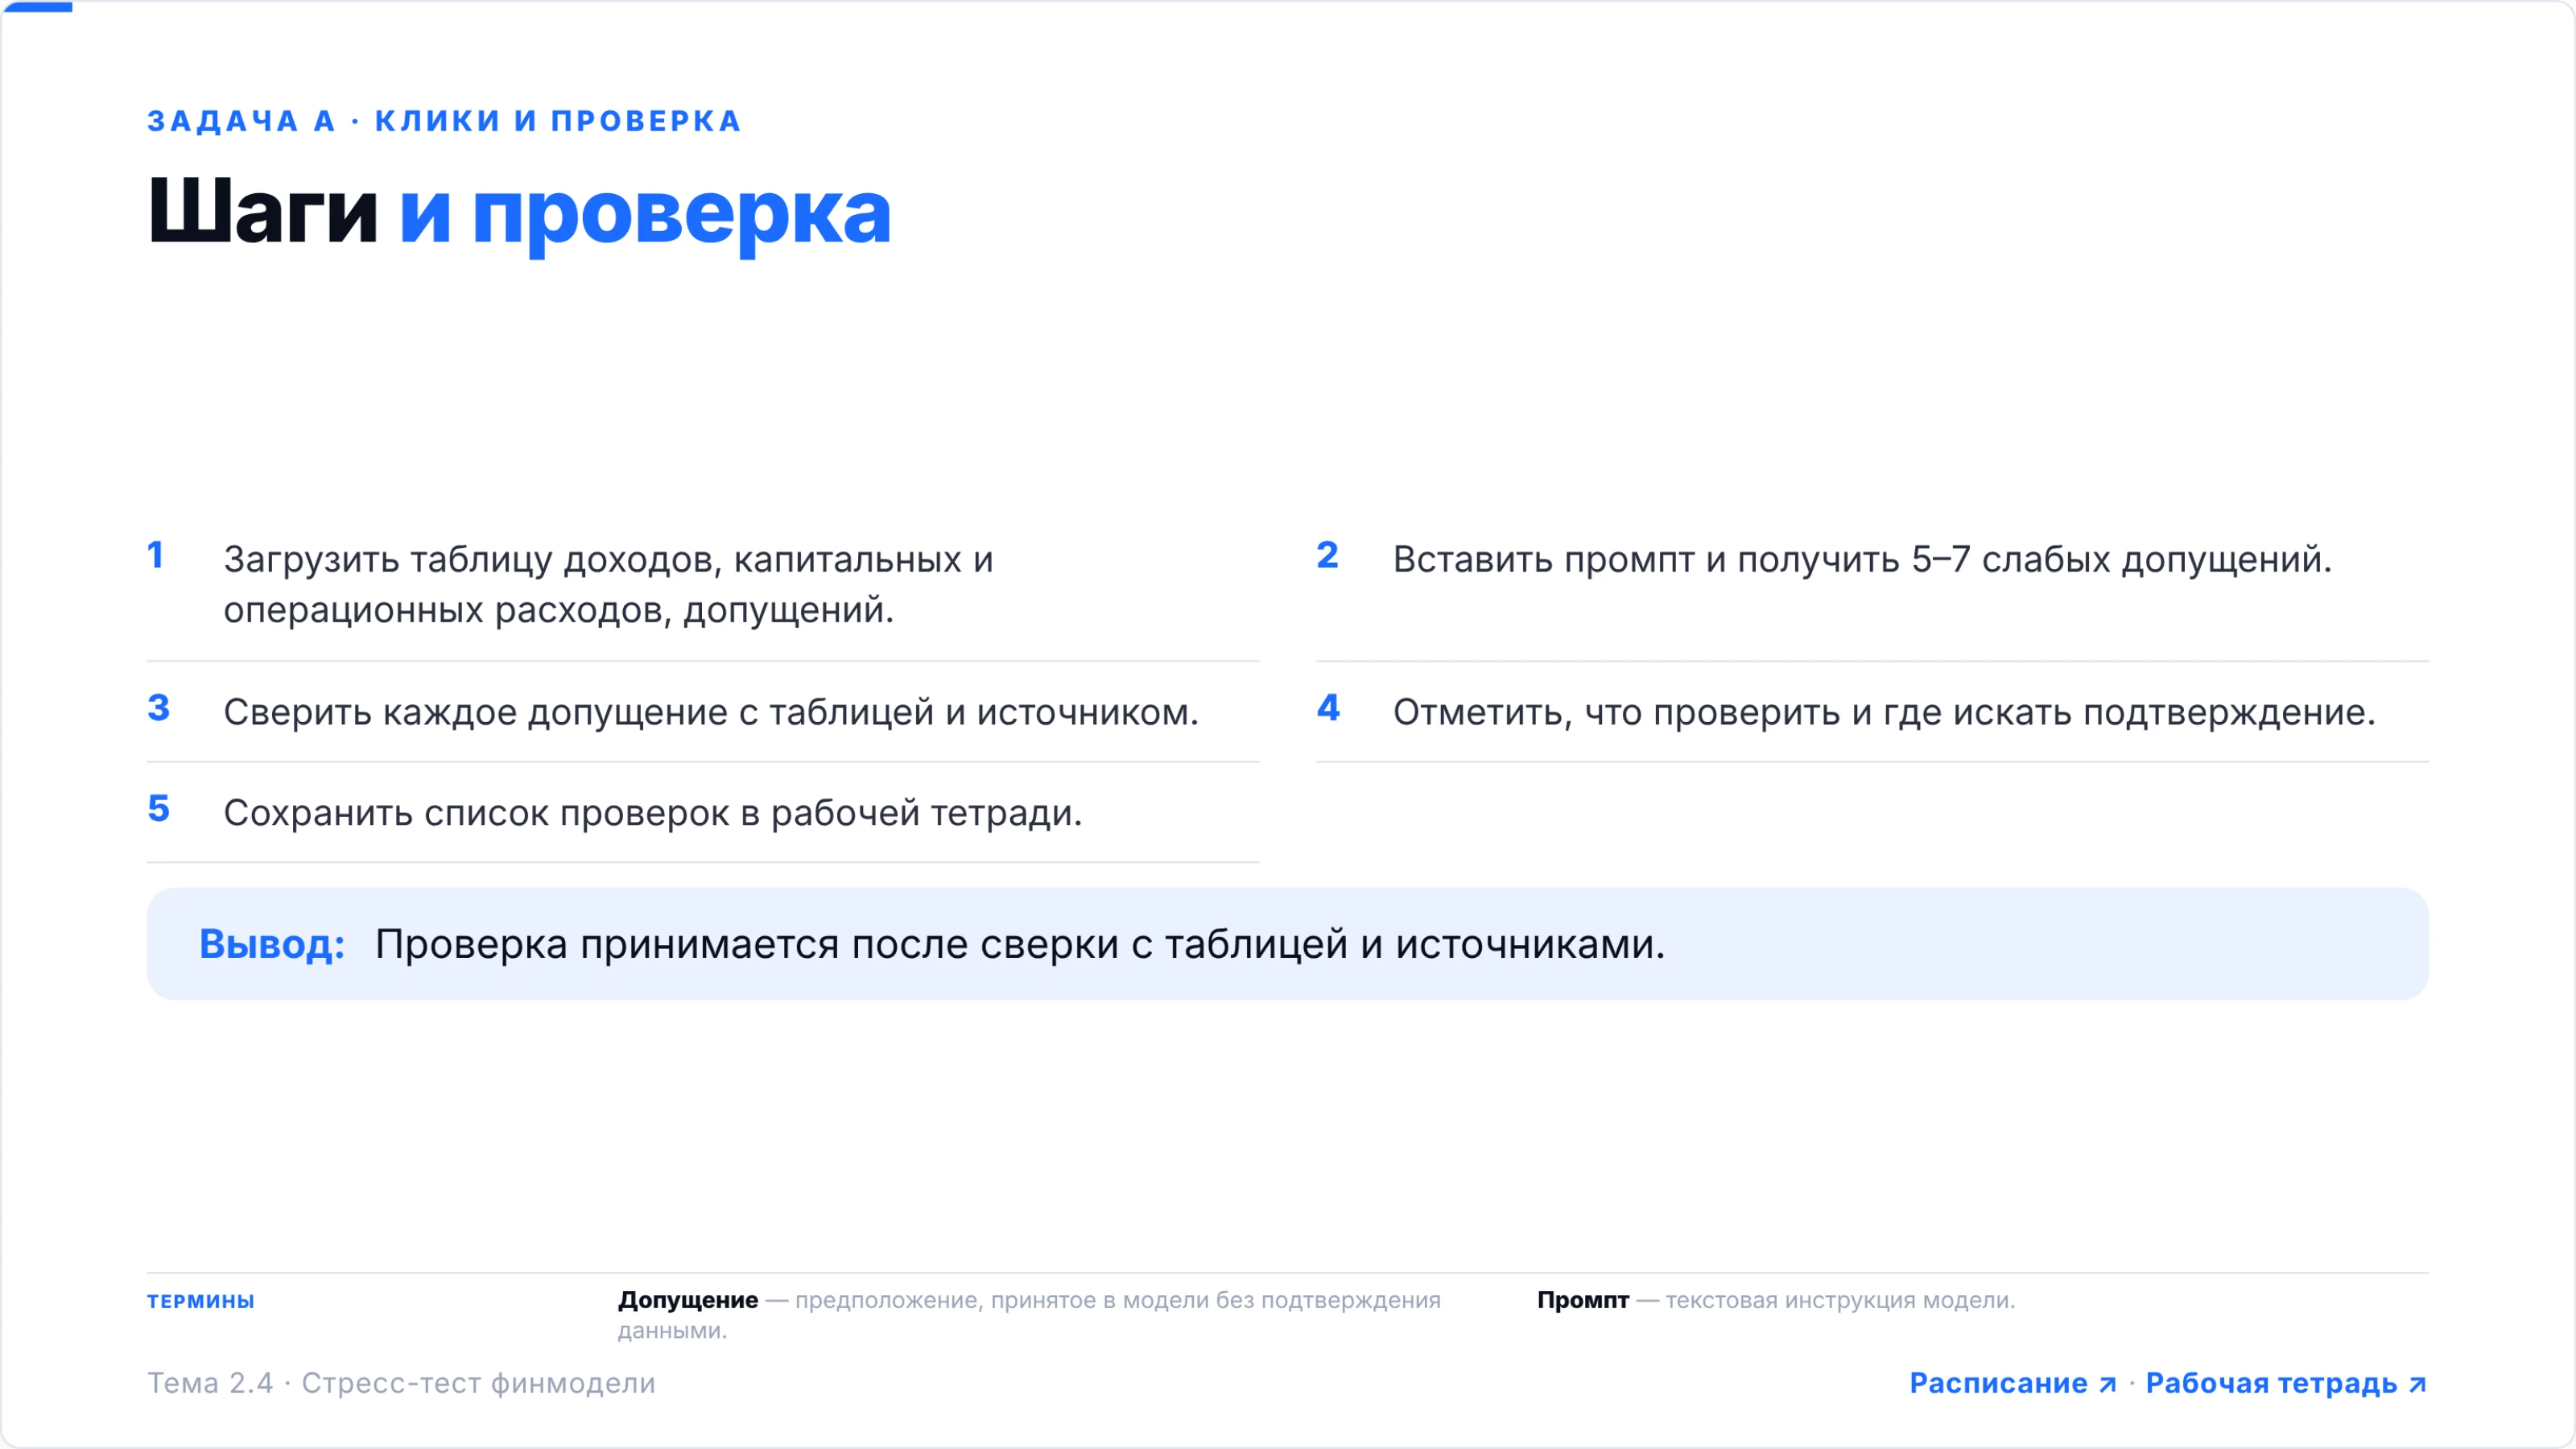 ЗАДАЧА А · КЛИКИ И ПРОВЕРКА
Шаги и проверка
1 Загрузить таблицу доходов, капитальных и
операционных расходов, допущений.
2 Вставить промпт и получить 5–7 слабых допущений.
3 Сверить каждое допущение с таблицей и источником.
4 Отметить, что проверить и где искать подтверждение.
5 Сохранить список проверок в рабочей тетради.
Вывод: Проверка принимается после сверки с таблицей и источниками.
ТЕРМИНЫ
Допущение — предположение, принятое в модели без подтверждения
данными.
Промпт — текстовая инструкция модели.
Тема 2.4 · Стресс-тест финмодели
Расписание ↗ · Рабочая тетрадь ↗